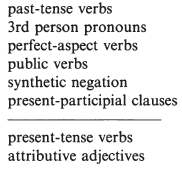 past-tense verbs
3rd person pronouns
perfect-aspect verbs
public verbs
synthetic negation
present-participial clauses
present-tense verbs
attributive adjectives